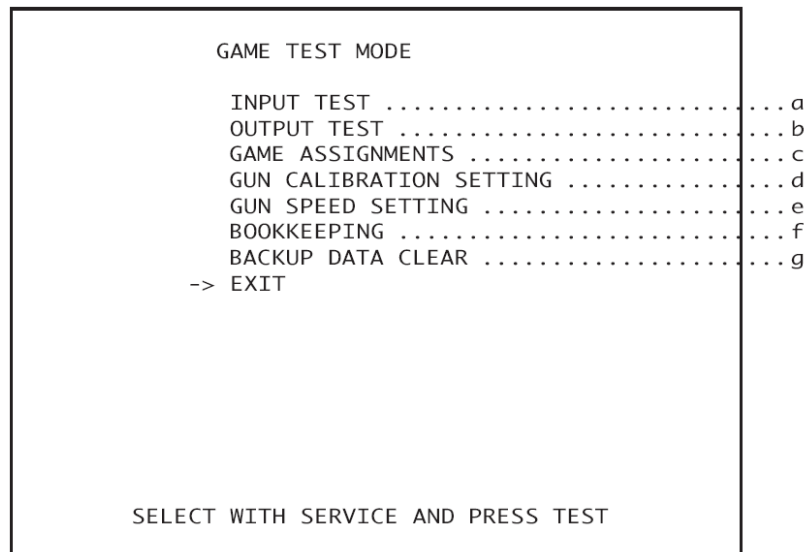 GAME TEST MODE
INPUT TEST .............................a
OUTPUT TEST ............................b
GAME ASSIGNMENTS .......................c
GUN CALIBRATION SETTING ................d
GUN SPEED SETTING ......................e
BOOKKEEPING ............................f
BACKUP DATA CLEAR ......................g
-> EXIT
SELECT WITH SERVICE AND PRESS TEST